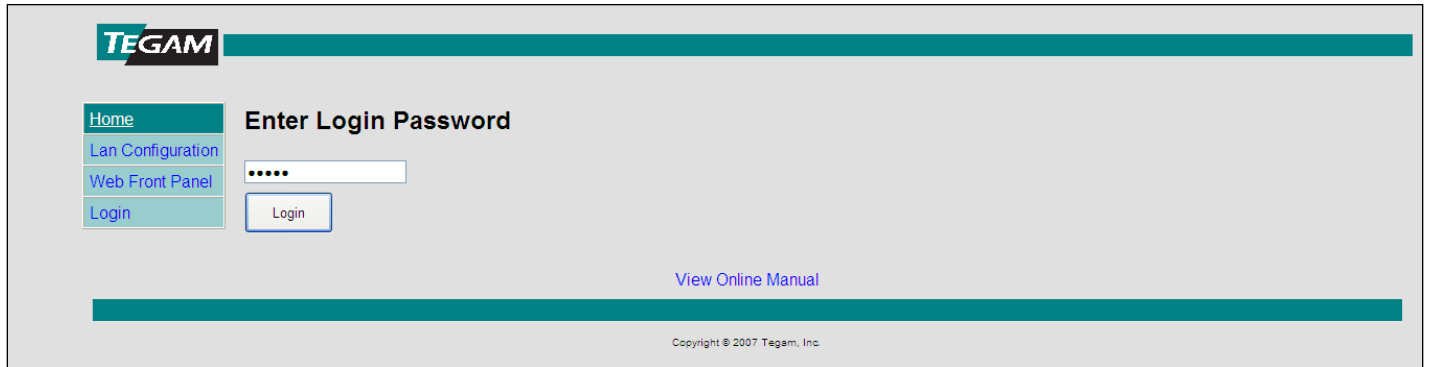 TEGAM
Home
Lan Configuration
Web Front Panel
Login
Enter Login Password
•••••
Login
View Online Manual
Copyright © 2007 Tegam, Inc.